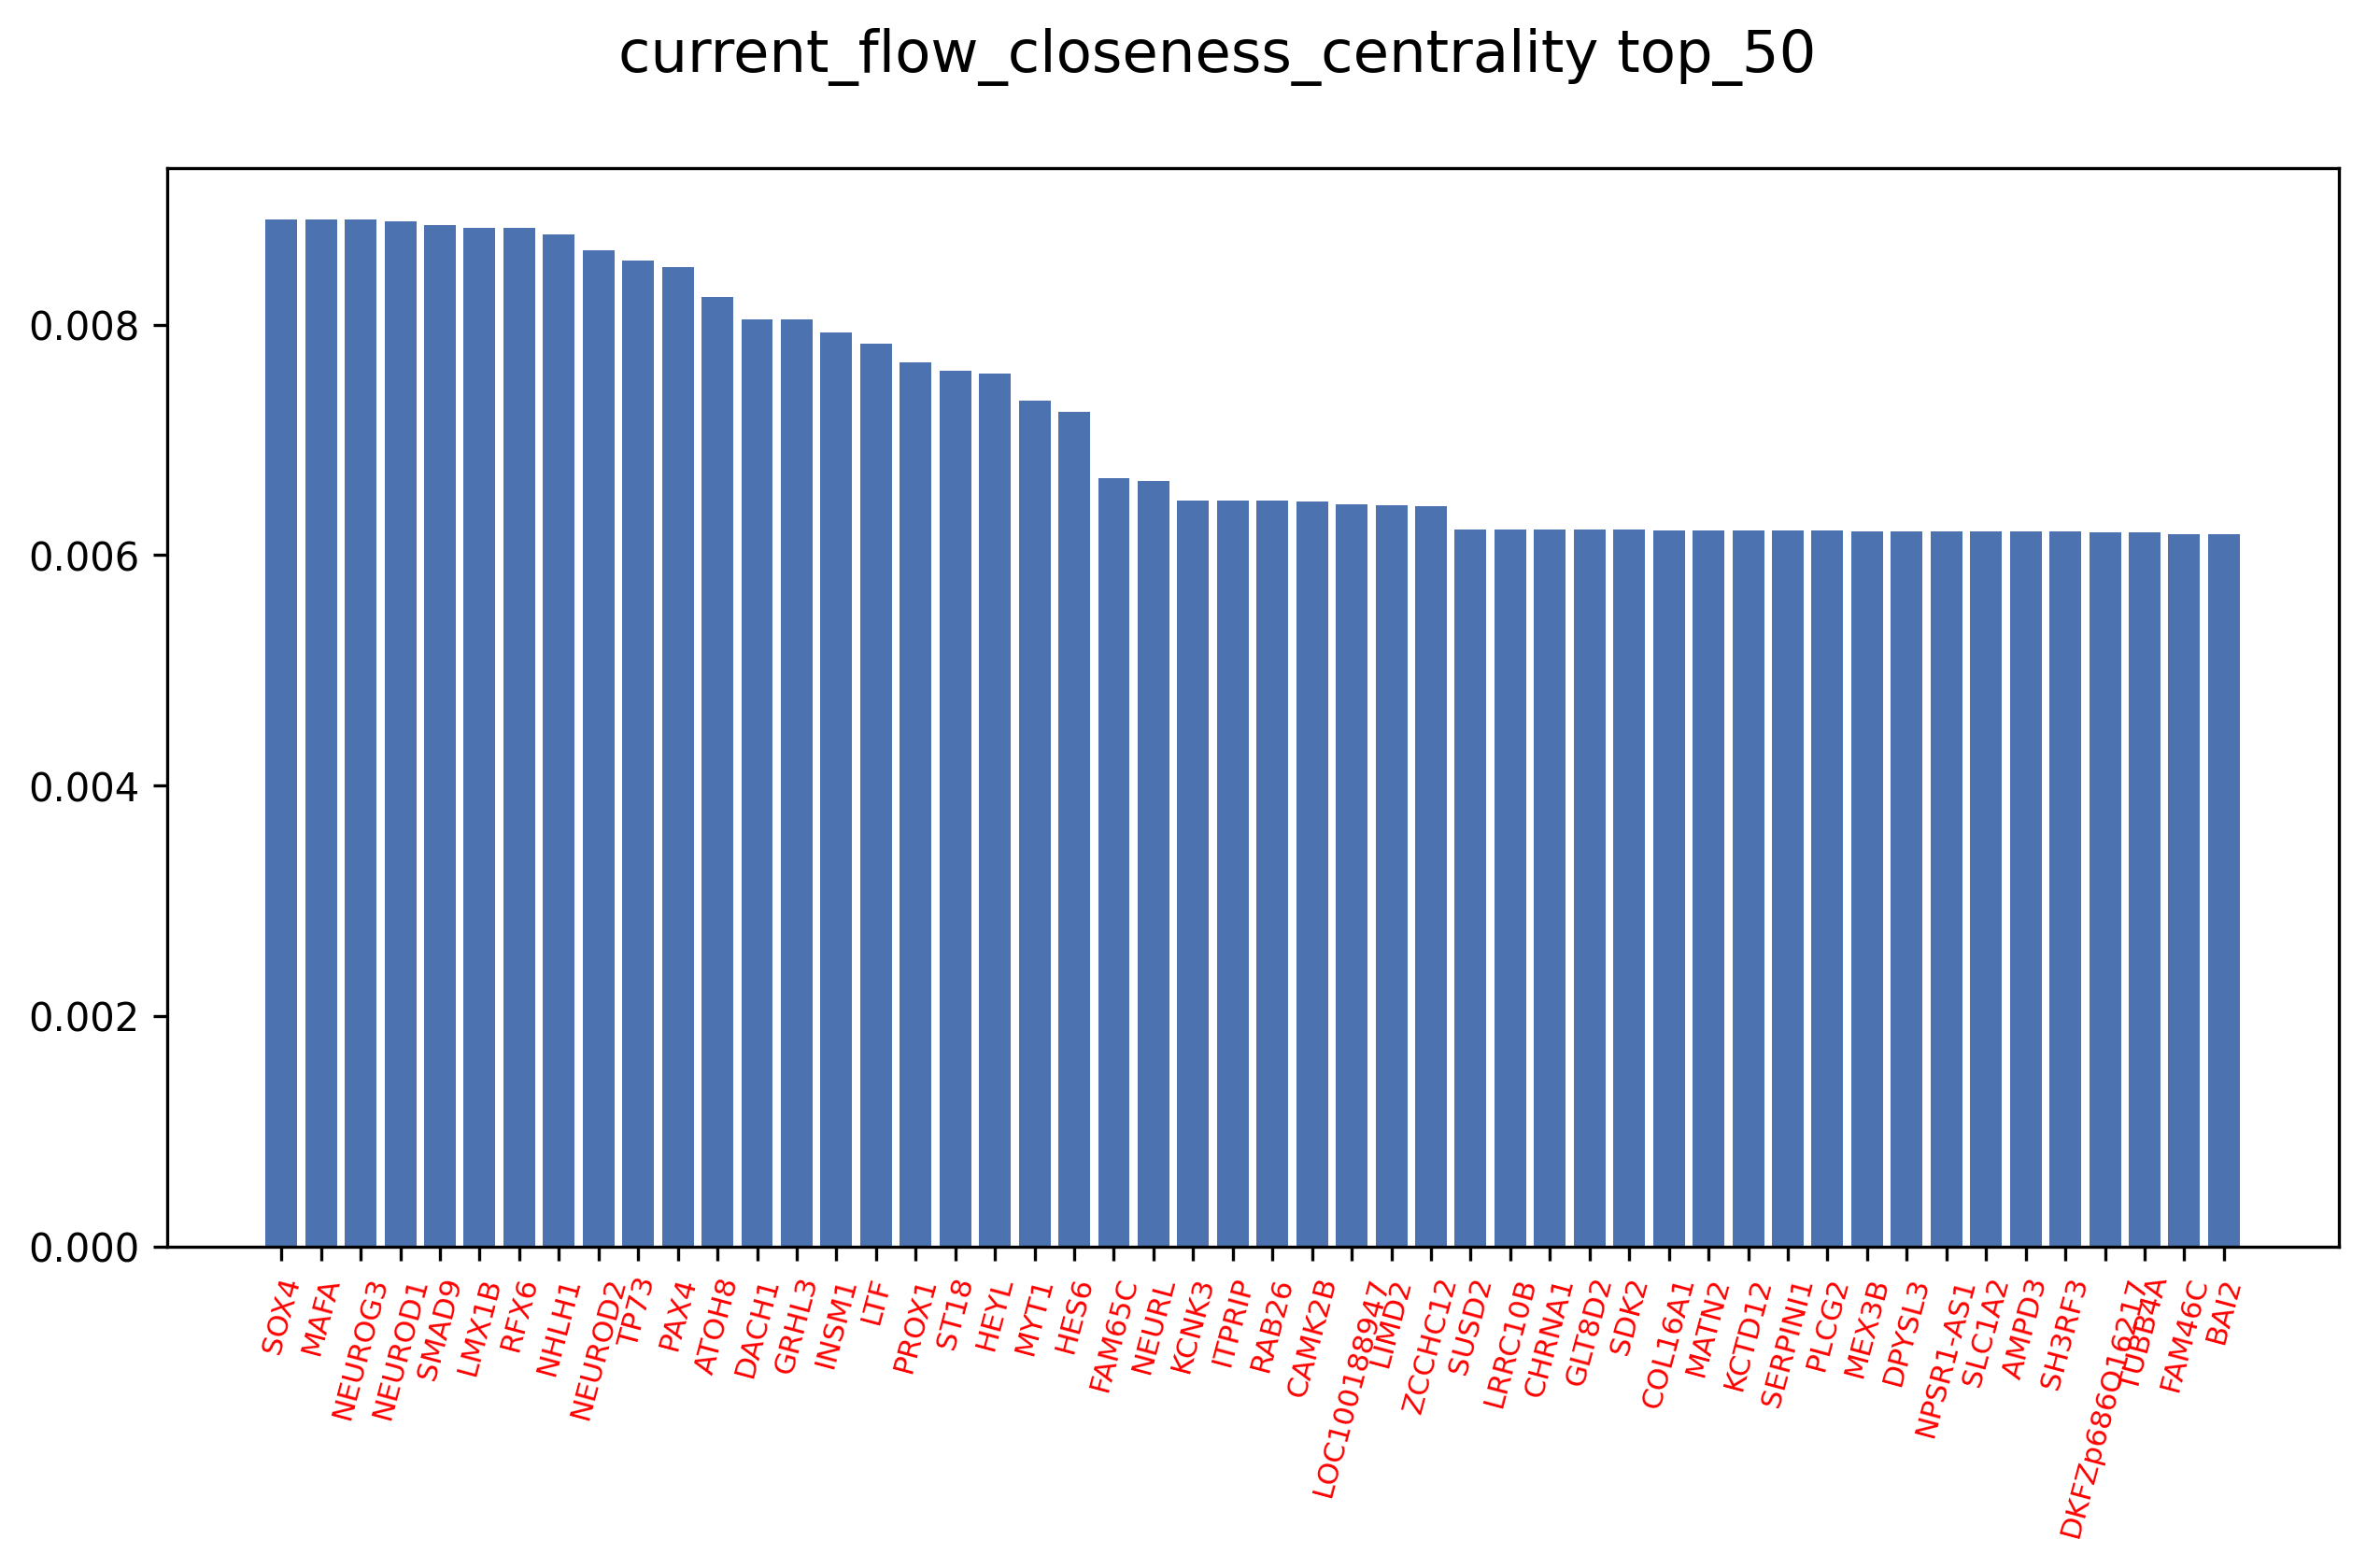 current_flow_closeness_centrality top_50
0.008
0.006
0.004
0.002
0.000
SOX4
MAFA
NEUROG3
NEUROD1
SMAD9
LMX1B
RFX6
NHLH1
NEUROD2
TP73
PAX4
ATOH8
DACH1
GRHL3
INSM1
LTF
PROX1
ST18
HEYL
MYT1
HES6
FAM65C
NEURL
KCNK3
ITPRIP
RAB26
CAMK2B
LOC100188947
LIMD2
ZCCHC12
SUSD2
LRRC10B
CHRNA1
GLT8D2
SDK2
COL16A1
MATN2
KCTD12
SERPINI1
PLCG2
MEX3B
DPYSL3
NPSR1-AS1
SLC1A2
AMPD3
SH3RF3
DKFZp686O16217
TUBB4A
FAM46C
BAI2